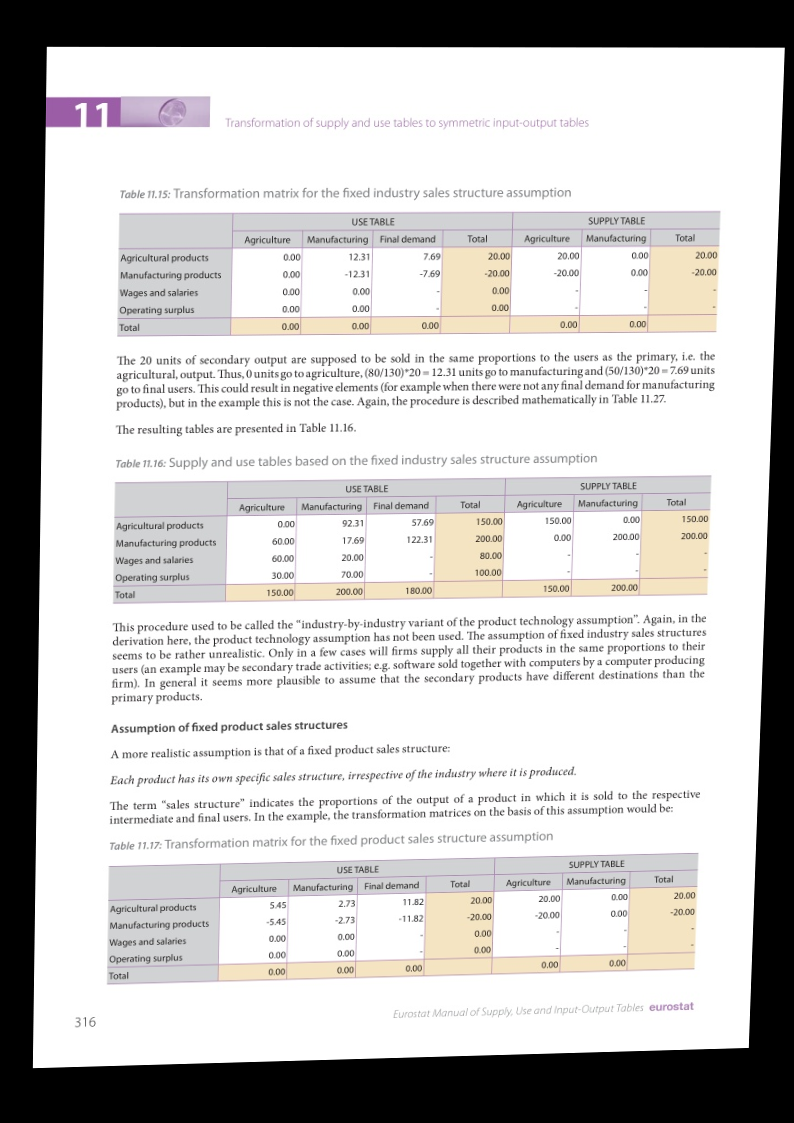 11
Transformation of supply and use tables to symmetric input-output tables
Table 11.15: Transformation matrix for the fixed industry sales structure assumption
USE TABLE SUPPLY TABLE
Agriculture Manufacturing Final demand Total Agriculture Manufacturing Total
Agricultural products 0.00 12.31 7.69 20.00 20.00 0.00 20.00
Manufacturing products 0.00 -12.31 -7.69 -20.00 -20.00 0.00 -20.00
Wages and salaries 0.00 0.00 - 0.00 - - -
Operating surplus 0.00 0.00 - 0.00 - - -
Total 0.00 0.00 0.00 0.00 0.00
The 20 units of secondary output are supposed to be sold in the same proportions to the users as the primary, i.e. the
agricultural, output. Thus, 0 units go to agriculture, (80/130)*20 = 12.31 units go to manufacturing and (50/130)*20 = 7.69 units
go to final users. This could result in negative elements (for example when there were not any final demand for manufacturing
products), but in the example this is not the case. Again, the procedure is described mathematically in Table 11.27.
The resulting tables are presented in Table 11.16.
Table 11.16: Supply and use tables based on the fixed industry sales structure assumption
USE TABLE SUPPLY TABLE
Agriculture Manufacturing Final demand Total Agriculture Manufacturing Total
Agricultural products 0.00 92.31 57.69 150.00 150.00 0.00 150.00
Manufacturing products 60.00 17.69 122.31 200.00 0.00 200.00 200.00
Wages and salaries 60.00 20.00 - 80.00 - - -
Operating surplus 30.00 70.00 - 100.00 - - -
Total 150.00 200.00 180.00 150.00 200.00
This procedure used to be called the "industry-by-industry variant of the product technology assumption". Again, in the
derivation here, the product technology assumption has not been used. The assumption of fixed industry sales structures
seems to be rather unrealistic. Only in a few cases will firms supply all their products in the same proportions to their
users (an example may be secondary trade activities; e.g. software sold together with computers by a computer producing
firm). In general it seems more plausible to assume that the secondary products have different destinations than the
primary products.
Assumption of fixed product sales structures
A more realistic assumption is that of a fixed product sales structure:
Each product has its own specific sales structure, irrespective of the industry where it is produced.
The term "sales structure" indicates the proportions of the output of a product in which it is sold to the respective
intermediate and final users. In the example, the transformation matrices on the basis of this assumption would be:
Table 11.17: Transformation matrix for the fixed product sales structure assumption
USE TABLE SUPPLY TABLE
Agriculture Manufacturing Final demand Total Agriculture Manufacturing Total
Agricultural products 5.45 2.73 11.82 20.00 20.00 0.00 20.00
Manufacturing products -5.45 -2.73 -11.82 -20.00 -20.00 0.00 -20.00
Wages and salaries 0.00 0.00 - 0.00 - - -
Operating surplus 0.00 0.00 - 0.00 - - -
Total 0.00 0.00 0.00 0.00 0.00
316
Eurostat Manual of Supply, Use and Input-Output Tables eurostat